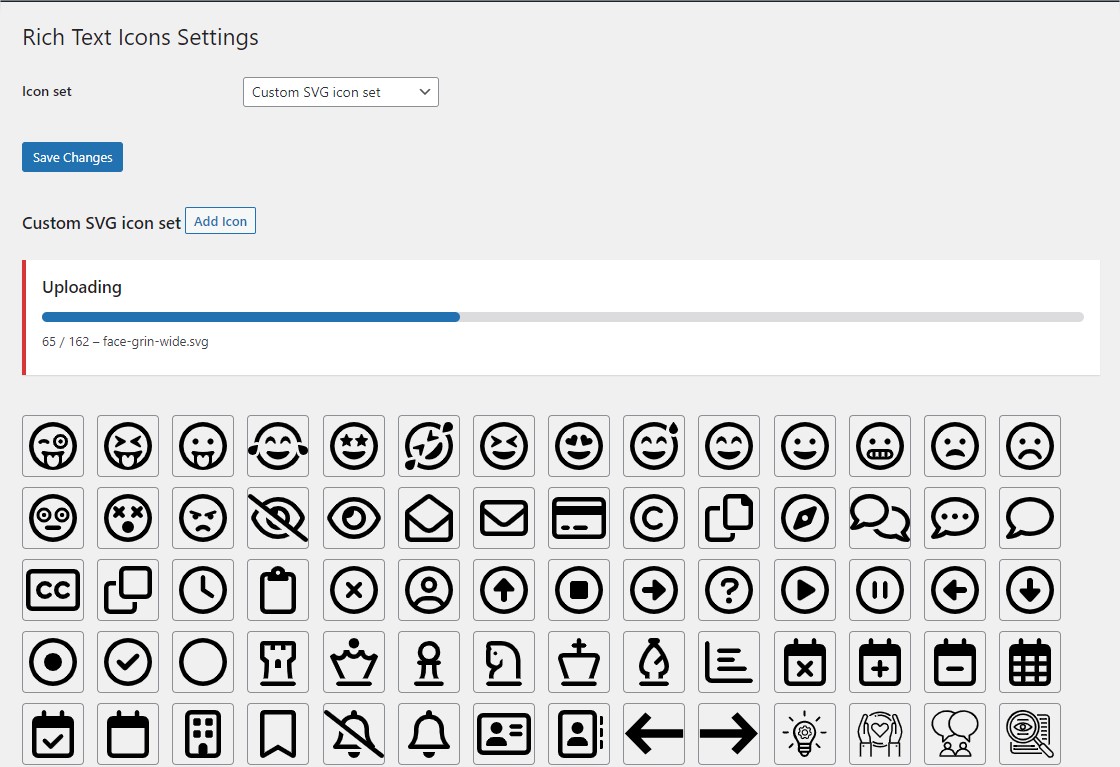 Rich Text Icons Settings
Icon set
Custom SVG icon set
Save Changes
Custom SVG icon set
Add Icon
Uploading
65 / 162 – face-grin-wide.svg
CC